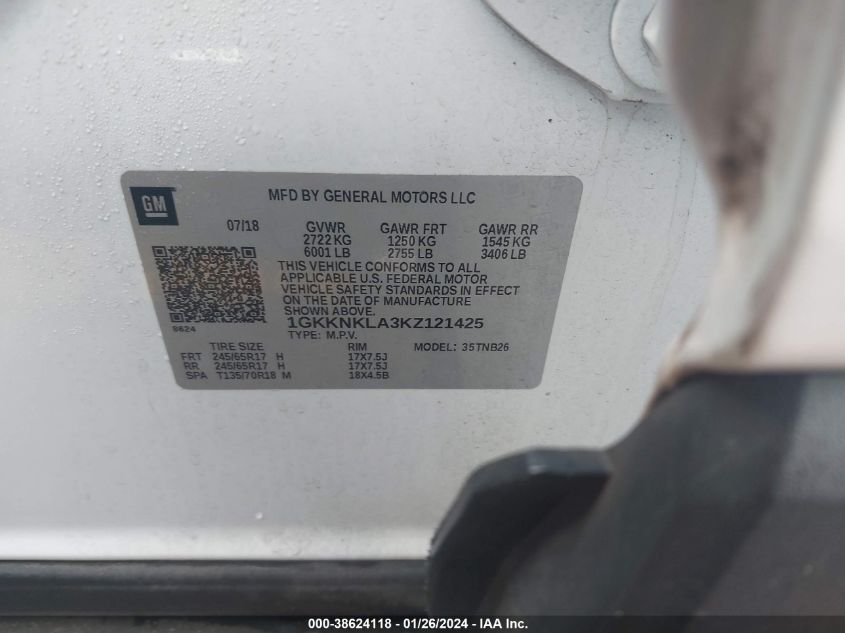 GM
MFD BY GENERAL MOTORS LLC
07/18 GVWR GAWR FRT GAWR RR
2722 KG 1250 KG 1545 KG
6001 LB 2755 LB 3406 LB
THIS VEHICLE CONFORMS TO ALL
APPLICABLE U.S. FEDERAL MOTOR
VEHICLE SAFETY STANDARDS IN EFFECT
ON THE DATE OF MANUFACTURE
SHOWN ABOVE.
8624 1GKKNKLA3KZ121425
TYPE: M.P.V.
TIRE SIZE RIM MODEL: 35TNB26
FRT 245/65R17 H 17X7.5J
RR 245/65R17 H 17X7.5J
SPA T135/70R18 M 18X4.5B
000-38624118 - 01/26/2024 - IAA Inc.